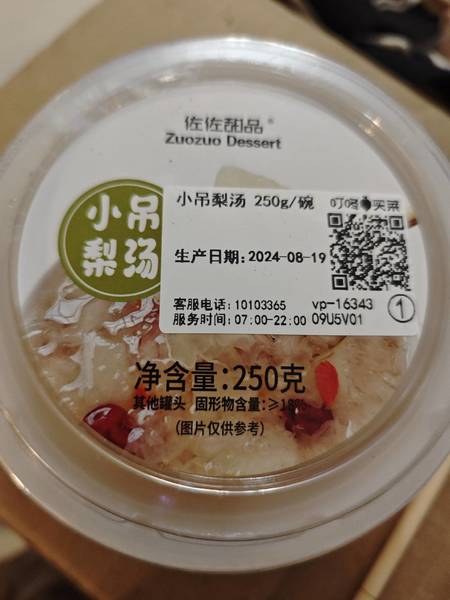 佐佐甜品®
Zuozuo Dessert
小吊
梨汤
小吊梨汤 250g/碗
叮咚买菜
生产日期:2024-08-19
客服电话:10103365
vp-16343
服务时间:07:00-22:00
09U5V01
①
净含量:250克
其他罐头 固形物含量:≥18%
(图片仅供参考)